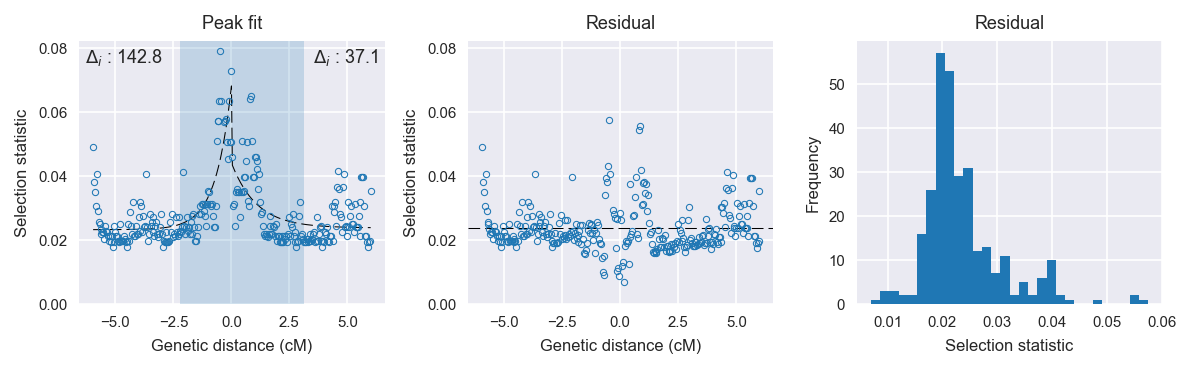 Peak fit
Δi : 142.8
Δi : 37.1
0.08
0.06
0.04
0.02
0.00
Selection statistic
−5.0
−2.5
0.0
2.5
5.0
Genetic distance (cM)
Residual
0.08
0.06
0.04
0.02
0.00
Selection statistic
−5.0
−2.5
0.0
2.5
5.0
Genetic distance (cM)
Residual
50
40
30
20
10
0
Frequency
0.01
0.02
0.03
0.04
0.05
0.06
Selection statistic